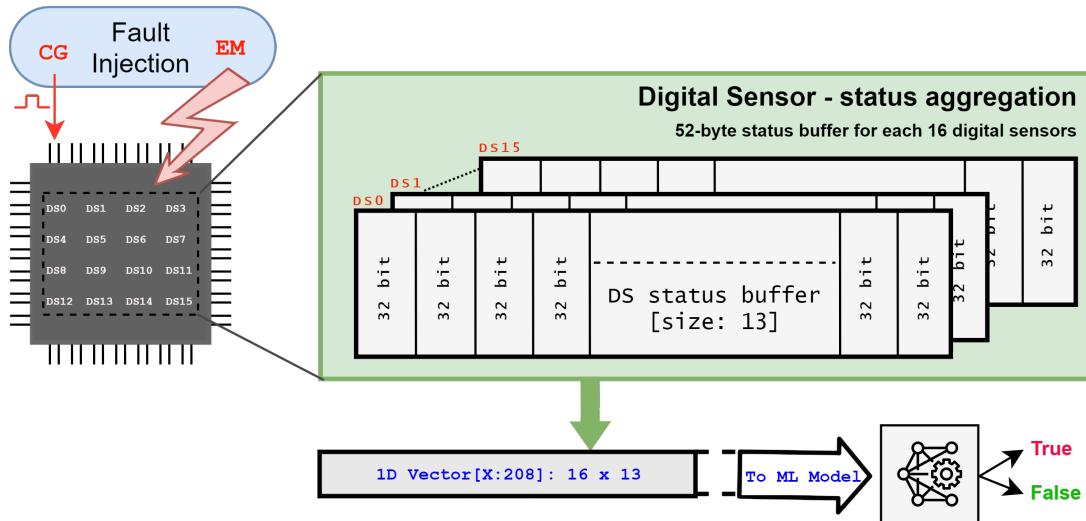 Fault
Injection
CG
EM
Digital Sensor - status aggregation
52-byte status buffer for each 16 digital sensors
DS15
DS1
DS0
DS0 DS1 DS2 DS3
DS4 DS5 DS6 DS7
DS8 DS9 DS10 DS11
DS12 DS13 DS14 DS15
32 bit
32 bit
32 bit
32 bit
DS status buffer
[size: 13]
32 bit
32 bit
32 bit
32 bit
32 bit
1D Vector[X:208]: 16 x 13
To ML Model
True
False